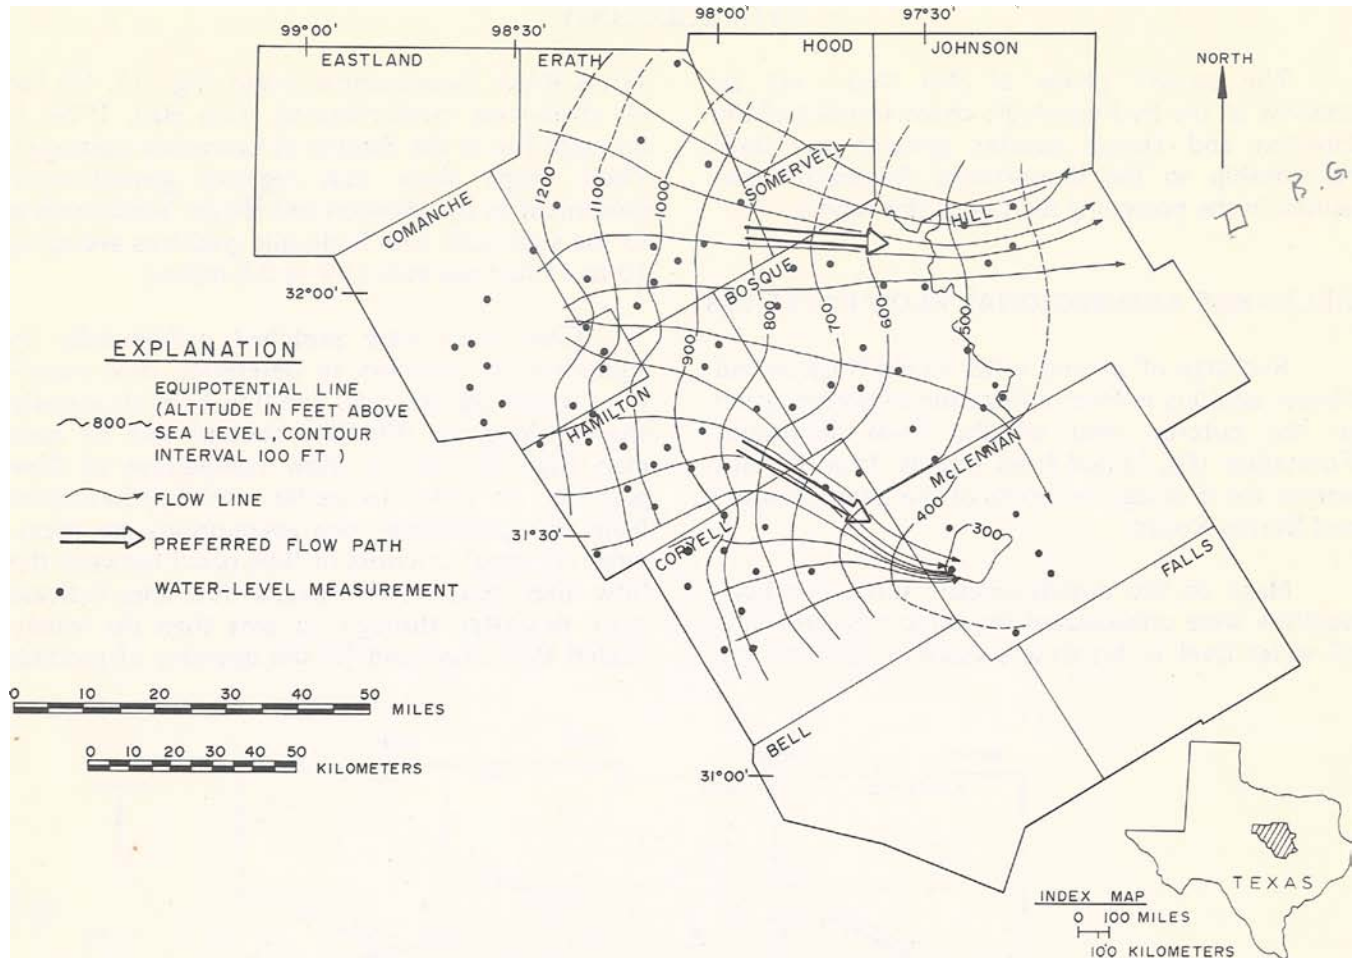 99°00'
98°30'
98°00'
97°30'
EASTLAND
ERATH
HOOD
JOHNSON
NORTH
SOMERVELL
COMANCHE
1200
1100
1000
HILL
B.G
BOSQUE
32°00'
900
800
700
600
500
EXPLANATION
EQUIPOTENTIAL LINE
(ALTITUDE IN FEET ABOVE
800 SEA LEVEL, CONTOUR
INTERVAL 100 FT.)
FLOW LINE
PREFERRED FLOW PATH
WATER-LEVEL MEASUREMENT
HAMILTON
McLENNAN
400
300
31°30'
CORYELL
FALLS
0 10 20 30 40 50
MILES
0 10 20 30 40 50
KILOMETERS
BELL
31°00'
TEXAS
INDEX MAP
0 100 MILES
100 KILOMETERS